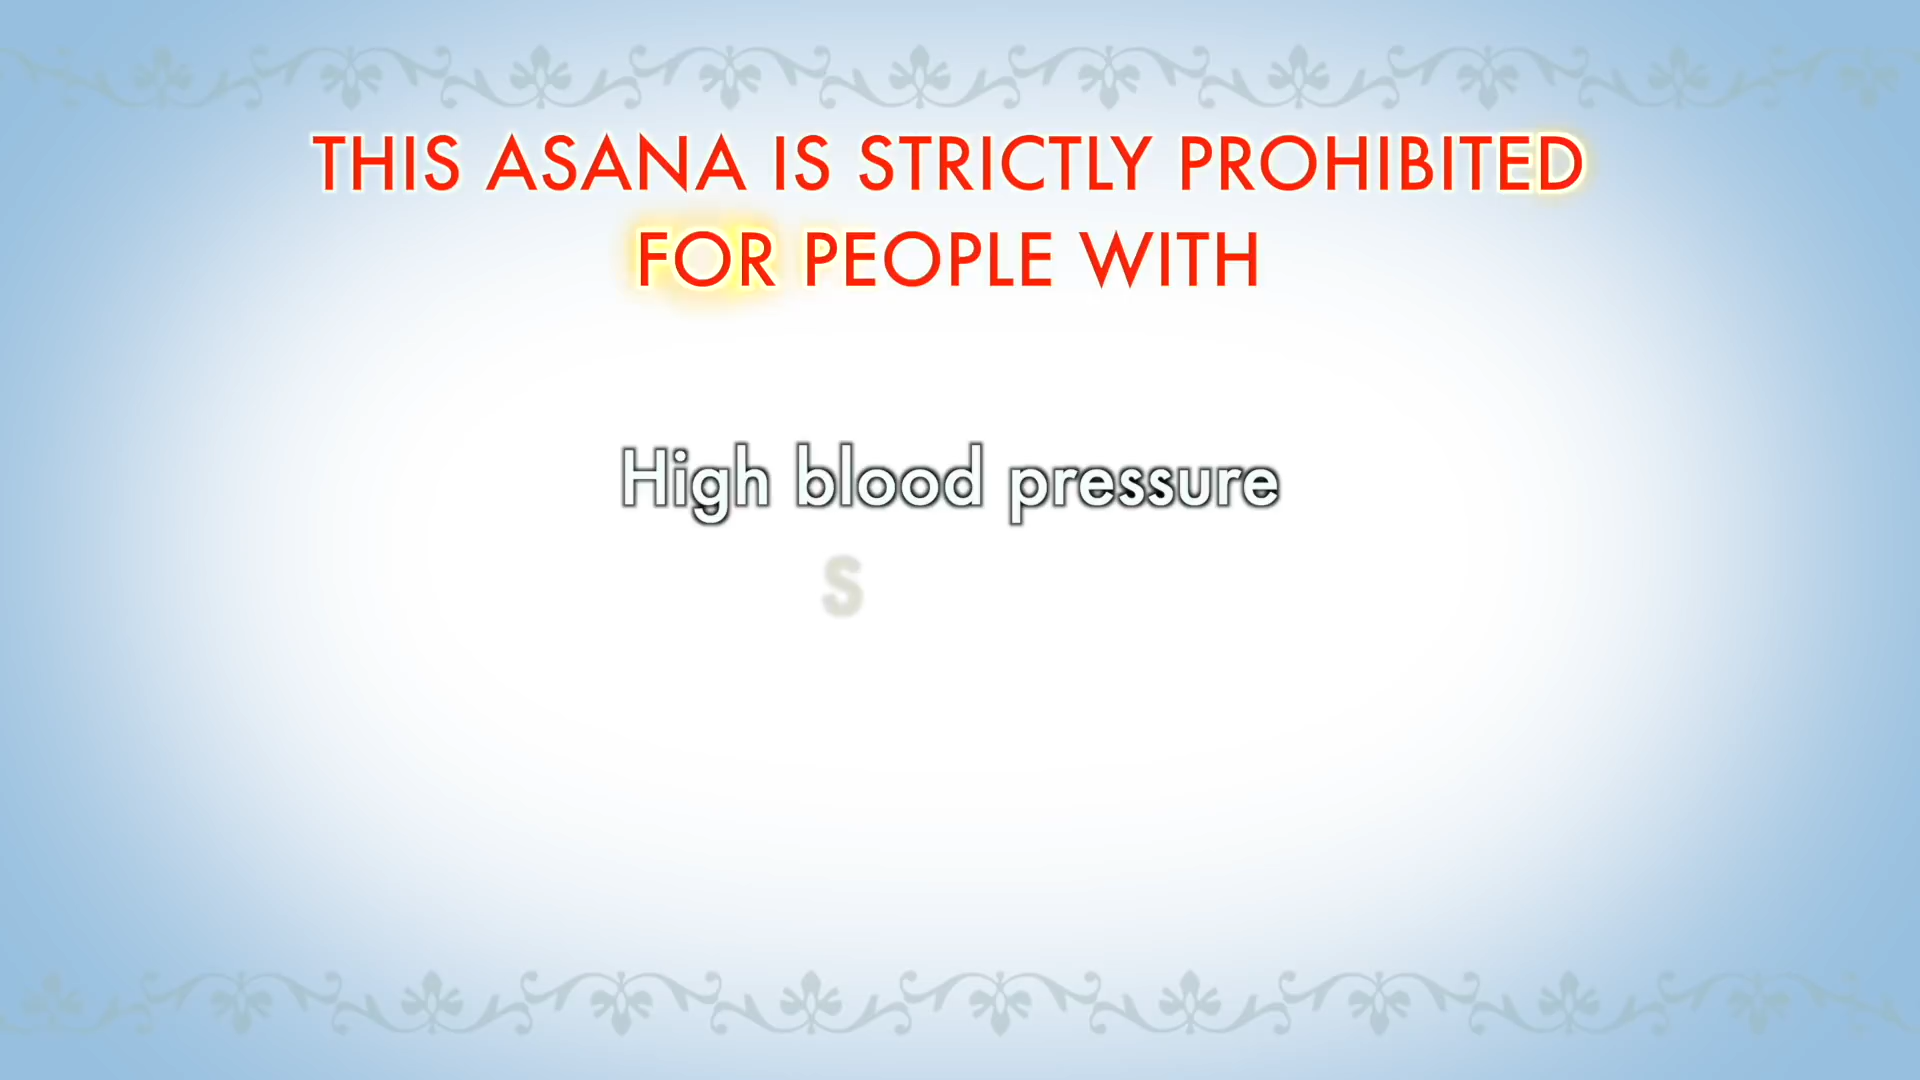 THIS ASANA IS STRICTLY PROHIBITED
FOR PEOPLE WITH
High blood pressure
S